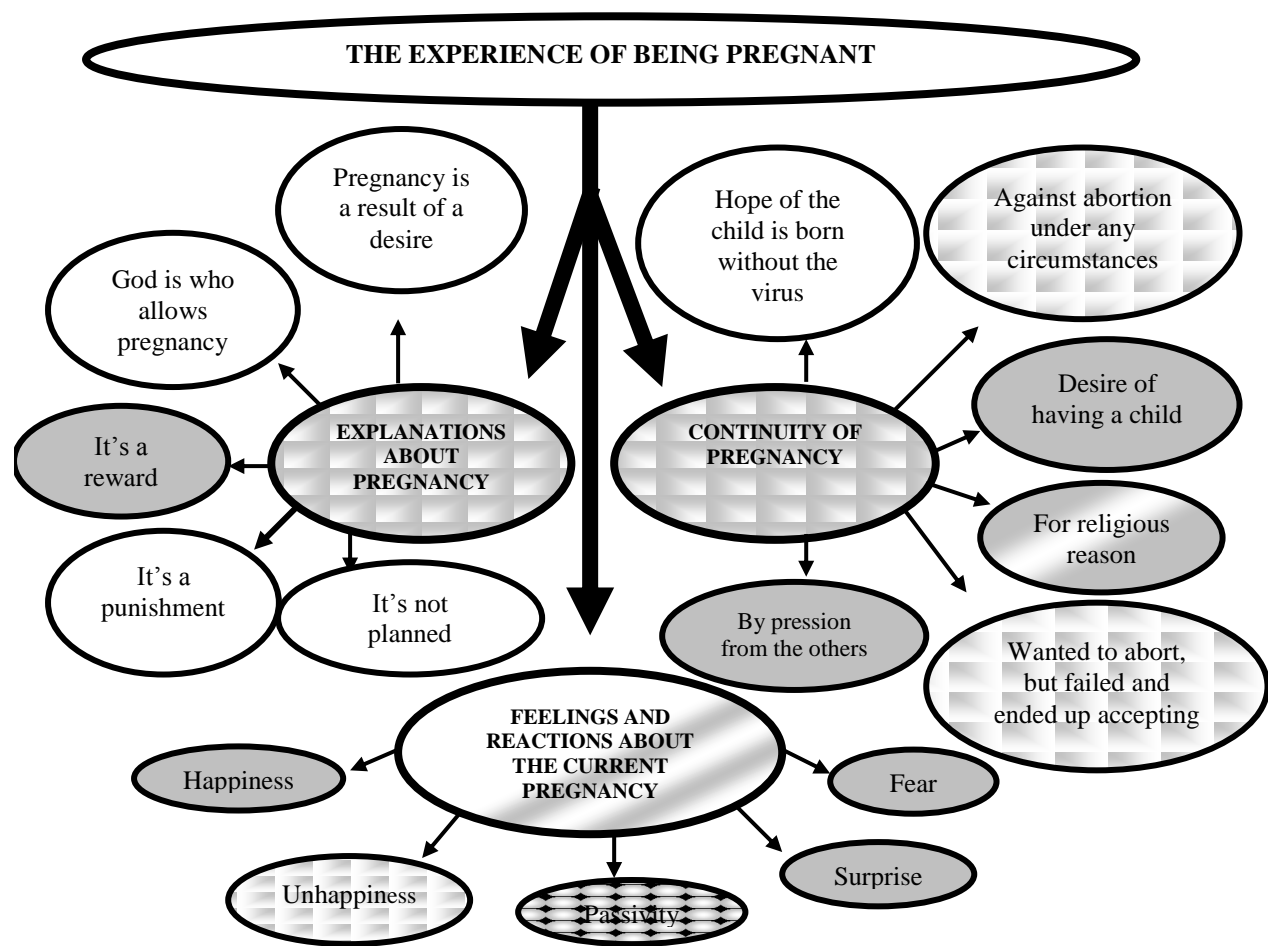 THE EXPERIENCE OF BEING PREGNANT
Pregnancy is
a result of a
desire
God is who
allows
pregnancy
It's a
reward
It's a
punishment
It's not
planned
EXPLANATIONS
ABOUT
PREGNANCY
Hope of the
child is born
without the
virus
Against abortion
under any
circumstances
Desire of
having a child
For religious
reason
Wanted to abort,
but failed and
ended up accepting
By pression
from the others
CONTINUITY OF
PREGNANCY
FEELINGS AND
REACTIONS ABOUT
THE CURRENT
PREGNANCY
Happiness
Unhappiness
Passivity
Surprise
Fear